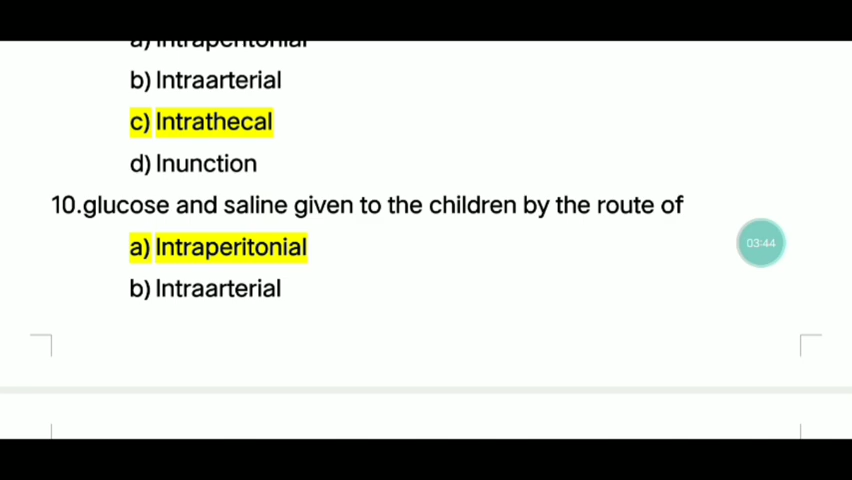 a) Intraperitonial
b) Intraarterial
c) Intrathecal
d) Inunction
10.glucose and saline given to the children by the route of
a) Intraperitonial
03:44
b) Intraarterial